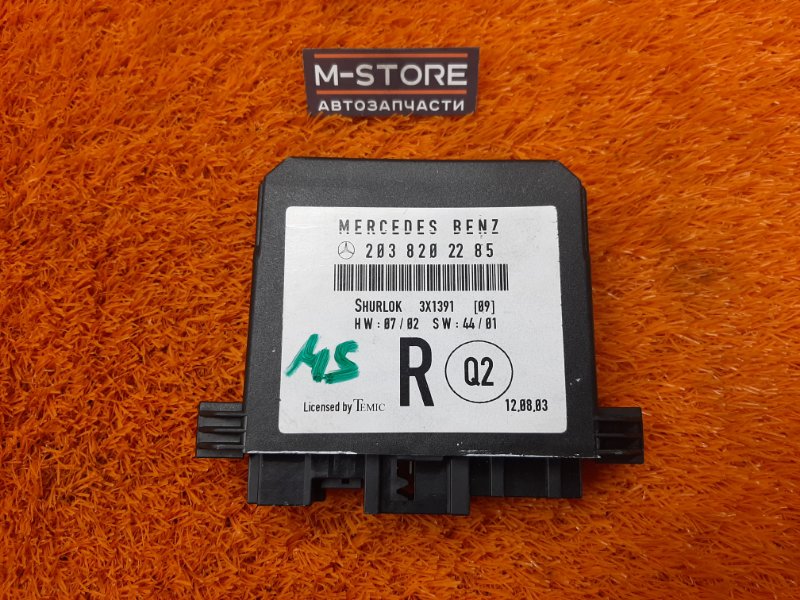 M-STORE
АВТОЗАПЧАСТИ
MERCEDES BENZ
203 820 22 85
SHURLOK 3X1391 [09]
HW:07/02 SW:44/01
MS
R Q2
Licensed by TEMIC 12,08,03